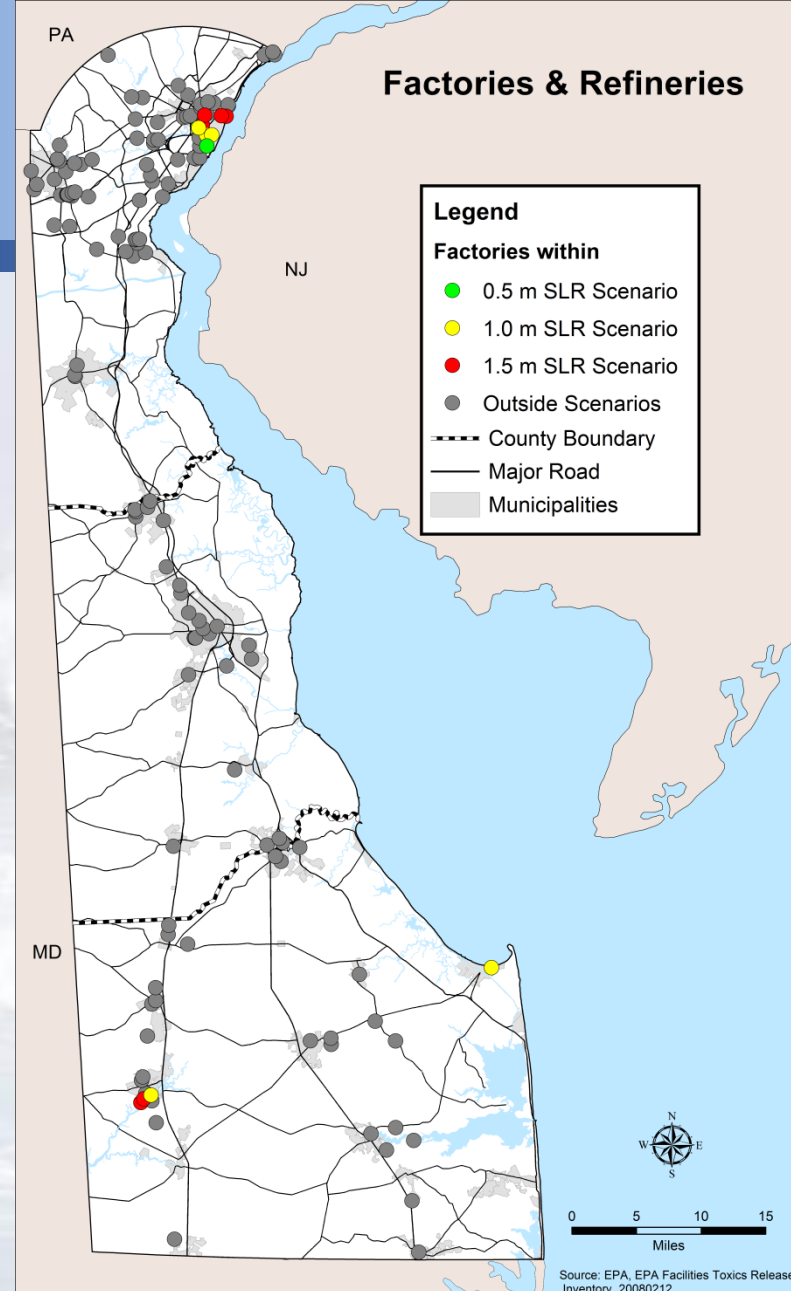 PA
Factories & Refineries
NJ
Legend
Factories within
0.5 m SLR Scenario
1.0 m SLR Scenario
1.5 m SLR Scenario
Outside Scenarios
County Boundary
Major Road
Municipalities
MD
N
W E
S
0 5 10 15
Miles
Source: EPA, EPA Facilities Toxics Release
Inventory, 20080212